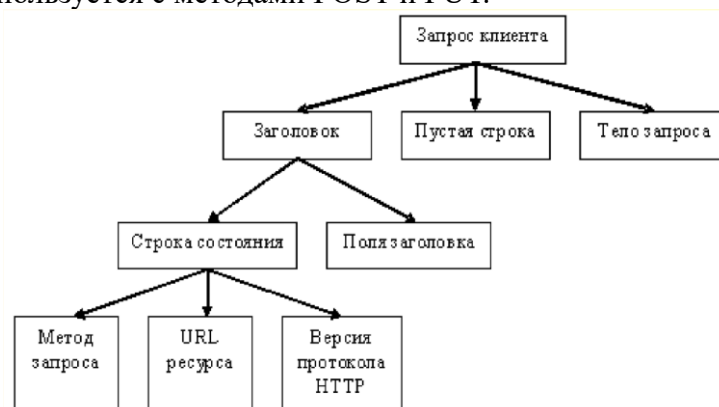 с методами POST и PUT.
Запрос клиента
Заголовок
Пустая строка
Тело запроса
Строка состояния
Поля заголовка
Метод
запроса
URL
ресурса
Версия
протокола
HTTP